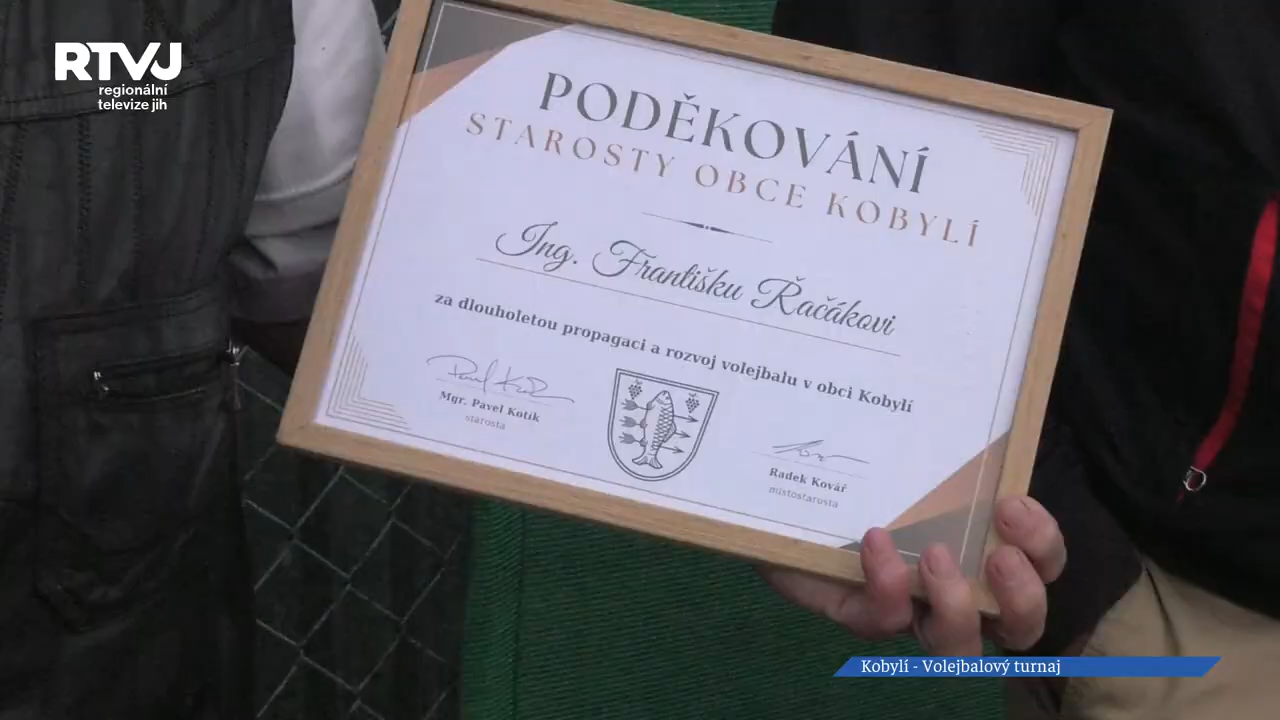 RTVJ
regionální
televize jih
PODĚKOVÁNÍ
STAROSTY OBCE KOBYLÍ
Ing. Františku Řačákovi
za dlouholetou propagaci a rozvoj volejbalu v obci Kobylí
Mgr. Pavel Kotík
starosta
Radek Kovář
místostarosta
Kobylí - Volejbalový turnaj